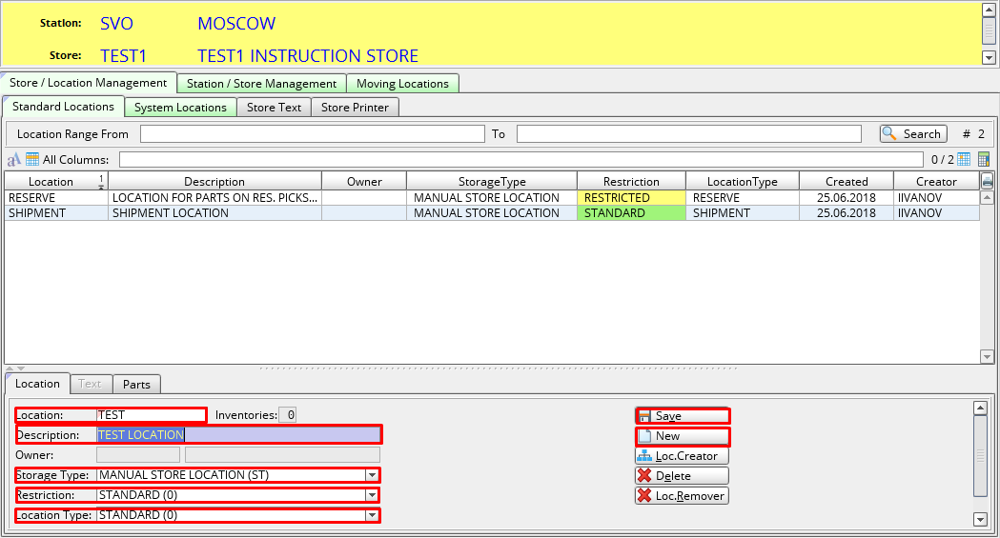 Station: SVO MOSCOW
Store: TEST1 TEST1 INSTRUCTION STORE
Store / Location Management Station / Store Management Moving Locations
Standard Locations System Locations Store Text Store Printer
Location Range From To Search # 2
All Columns: 0 / 2
Location 1 Description Owner StorageType Restriction LocationType Created Creator
RESERVE LOCATION FOR PARTS ON RES. PICKS... MANUAL STORE LOCATION RESTRICTED RESERVE 25.06.2018 IIVANOV
SHIPMENT SHIPMENT LOCATION MANUAL STORE LOCATION STANDARD SHIPMENT 25.06.2018 IIVANOV
Location Text Parts
Location: TEST Inventories: 0 Save
Description: TEST LOCATION New
Owner: Loc.Creator
Storage Type: MANUAL STORE LOCATION (ST) Delete
Restriction: STANDARD (0) Loc.Remover
Location Type: STANDARD (0)